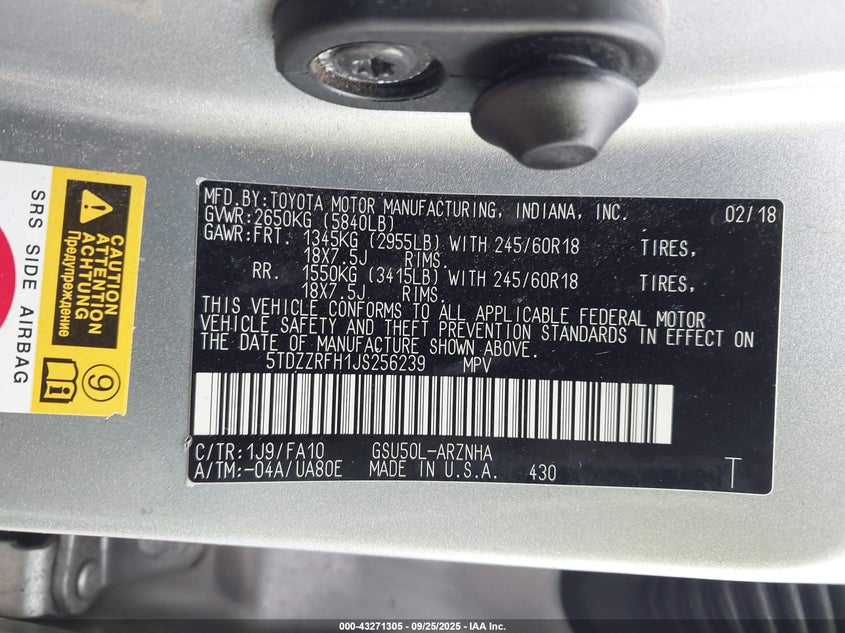 MFD.BY:TOYOTA MOTOR MANUFACTURING, INDIANA, INC. 02/18
GVWR:2650KG (5840LB)
GAWR:FRT. 1345KG (2955LB) WITH 245/60R18 TIRES,
18X7.5J RIMS.
RR. 1550KG (3415LB) WITH 245/60R18 TIRES,
18X7.5J RIMS.
THIS VEHICLE CONFORMS TO ALL APPLICABLE FEDERAL MOTOR
VEHICLE SAFETY AND THEFT PREVENTION STANDARDS IN EFFECT ON
THE DATE OF MANUFACTURE SHOWN ABOVE.
5TDZZRFH1JS256239 MPV
C/TR:1J9/FA10 GSU50L-ARZNHA
A/TM:-04A/UA80E MADE IN U.S.A. 430 T
SRS SIDE AIRBAG
CAUTION
ATTENTION
ACHTUNG
Предупреждение
9
000-43271305 - 09/25/2025 - IAA Inc.